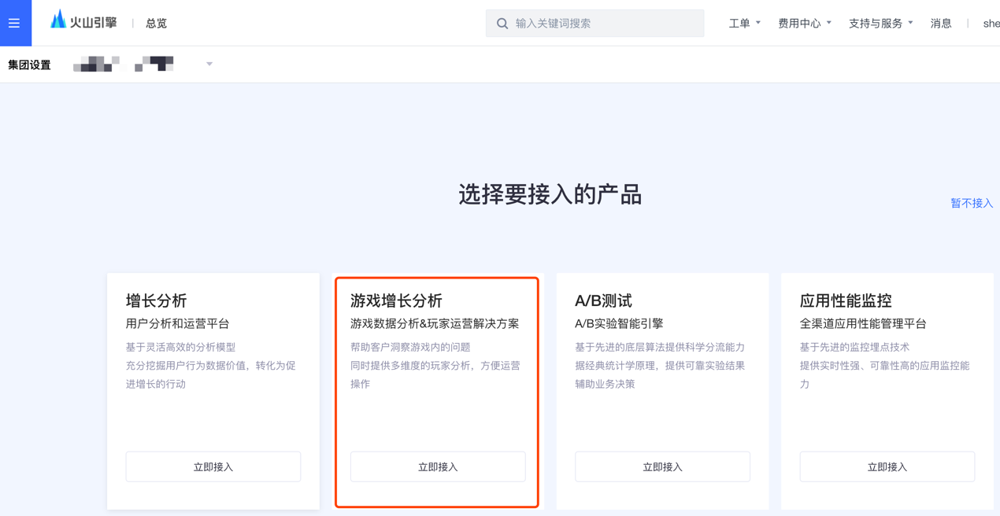 火山引擎 | 总览
输入关键词搜索
工单 费用中心 支持与服务 消息 | she
集团设置
选择要接入的产品
暂不接入
增长分析
用户分析和运营平台
基于灵活高效的分析模型
充分挖掘用户行为数据价值，转化为促
进增长的行动
立即接入
游戏增长分析
游戏数据分析&玩家运营解决方案
帮助客户洞察游戏内的问题
同时提供多维度的玩家分析，方便运营
操作
立即接入
A/B测试
A/B实验智能引擎
基于先进的底层算法提供科学分流能力
据经典统计学原理，提供可靠实验结果
辅助业务决策
立即接入
应用性能监控
全渠道应用性能管理平台
基于先进的监控埋点技术
提供实时性强、可靠性高的应用监控能
力
立即接入